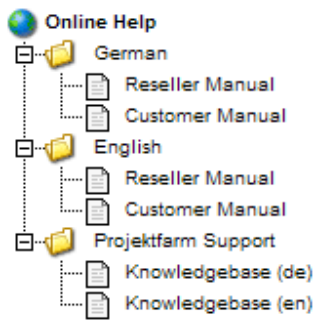 Online Help
German
Reseller Manual
Customer Manual
English
Reseller Manual
Customer Manual
Projektfarm Support
Knowledgebase (de)
Knowledgebase (en)